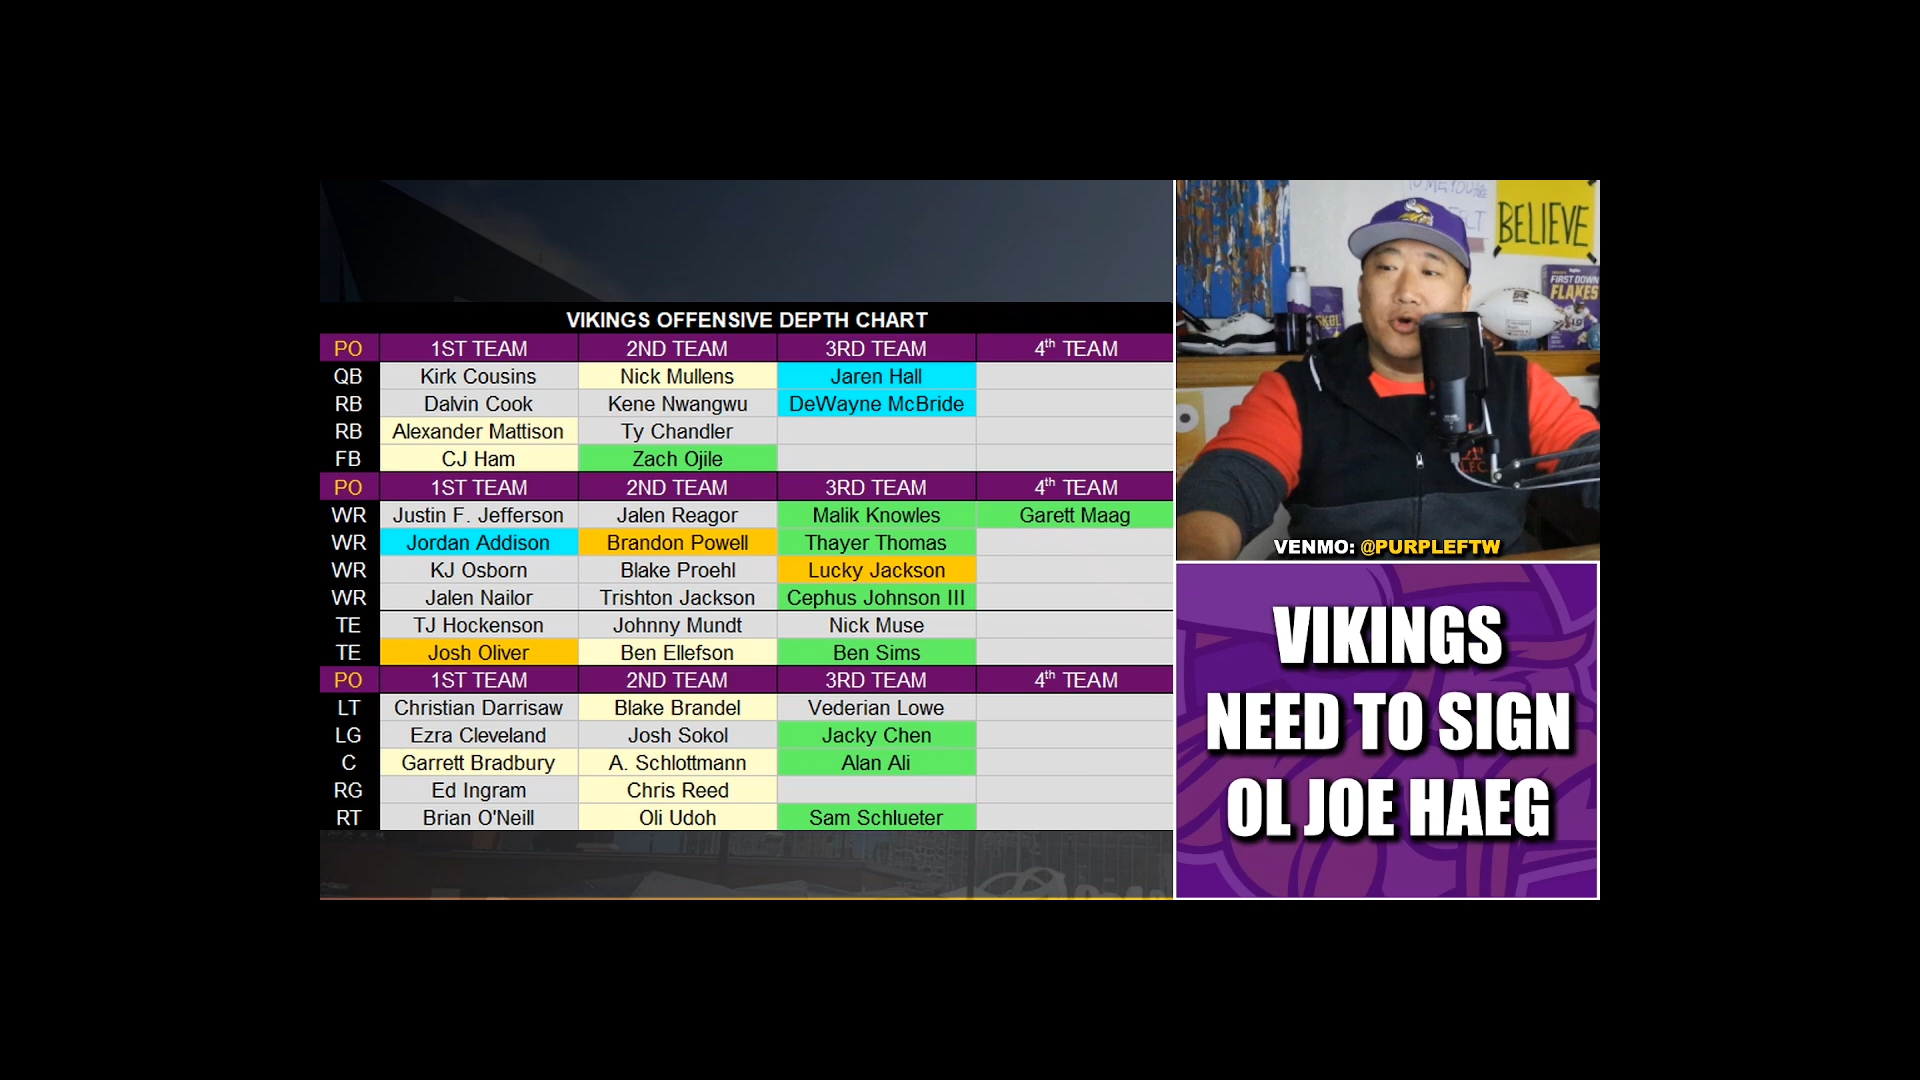 VIKINGS OFFENSIVE DEPTH CHART
PO 1ST TEAM 2ND TEAM 3RD TEAM 4th TEAM
QB Kirk Cousins Nick Mullens Jaren Hall
RB Dalvin Cook Kene Nwangwu DeWayne McBride
RB Alexander Mattison Ty Chandler
FB CJ Ham Zach Ojile
PO 1ST TEAM 2ND TEAM 3RD TEAM 4th TEAM
WR Justin F. Jefferson Jalen Reagor Malik Knowles Garett Maag
WR Jordan Addison Brandon Powell Thayer Thomas
WR KJ Osborn Blake Proehl Lucky Jackson
WR Jalen Nailor Trishton Jackson Cephus Johnson III
TE TJ Hockenson Johnny Mundt Nick Muse
TE Josh Oliver Ben Ellefson Ben Sims
PO 1ST TEAM 2ND TEAM 3RD TEAM 4th TEAM
LT Christian Darrisaw Blake Brandel Vederian Lowe
LG Ezra Cleveland Josh Sokol Jacky Chen
C Garrett Bradbury A. Schlottmann Alan Ali
RG Ed Ingram Chris Reed
RT Brian O'Neill Oli Udoh Sam Schlueter
BELIEVE
FIRST DOWN
FLAKES
SKOL
VENMO: @PURPLEFTW
VIKINGS
NEED TO SIGN
OL JOE HAEG